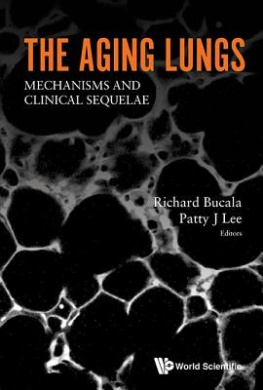 THE AGING LUNGS
MECHANISMS AND
CLINICAL SEQUELAE
Richard Bucala
Patty J Lee
Editors
World Scientific